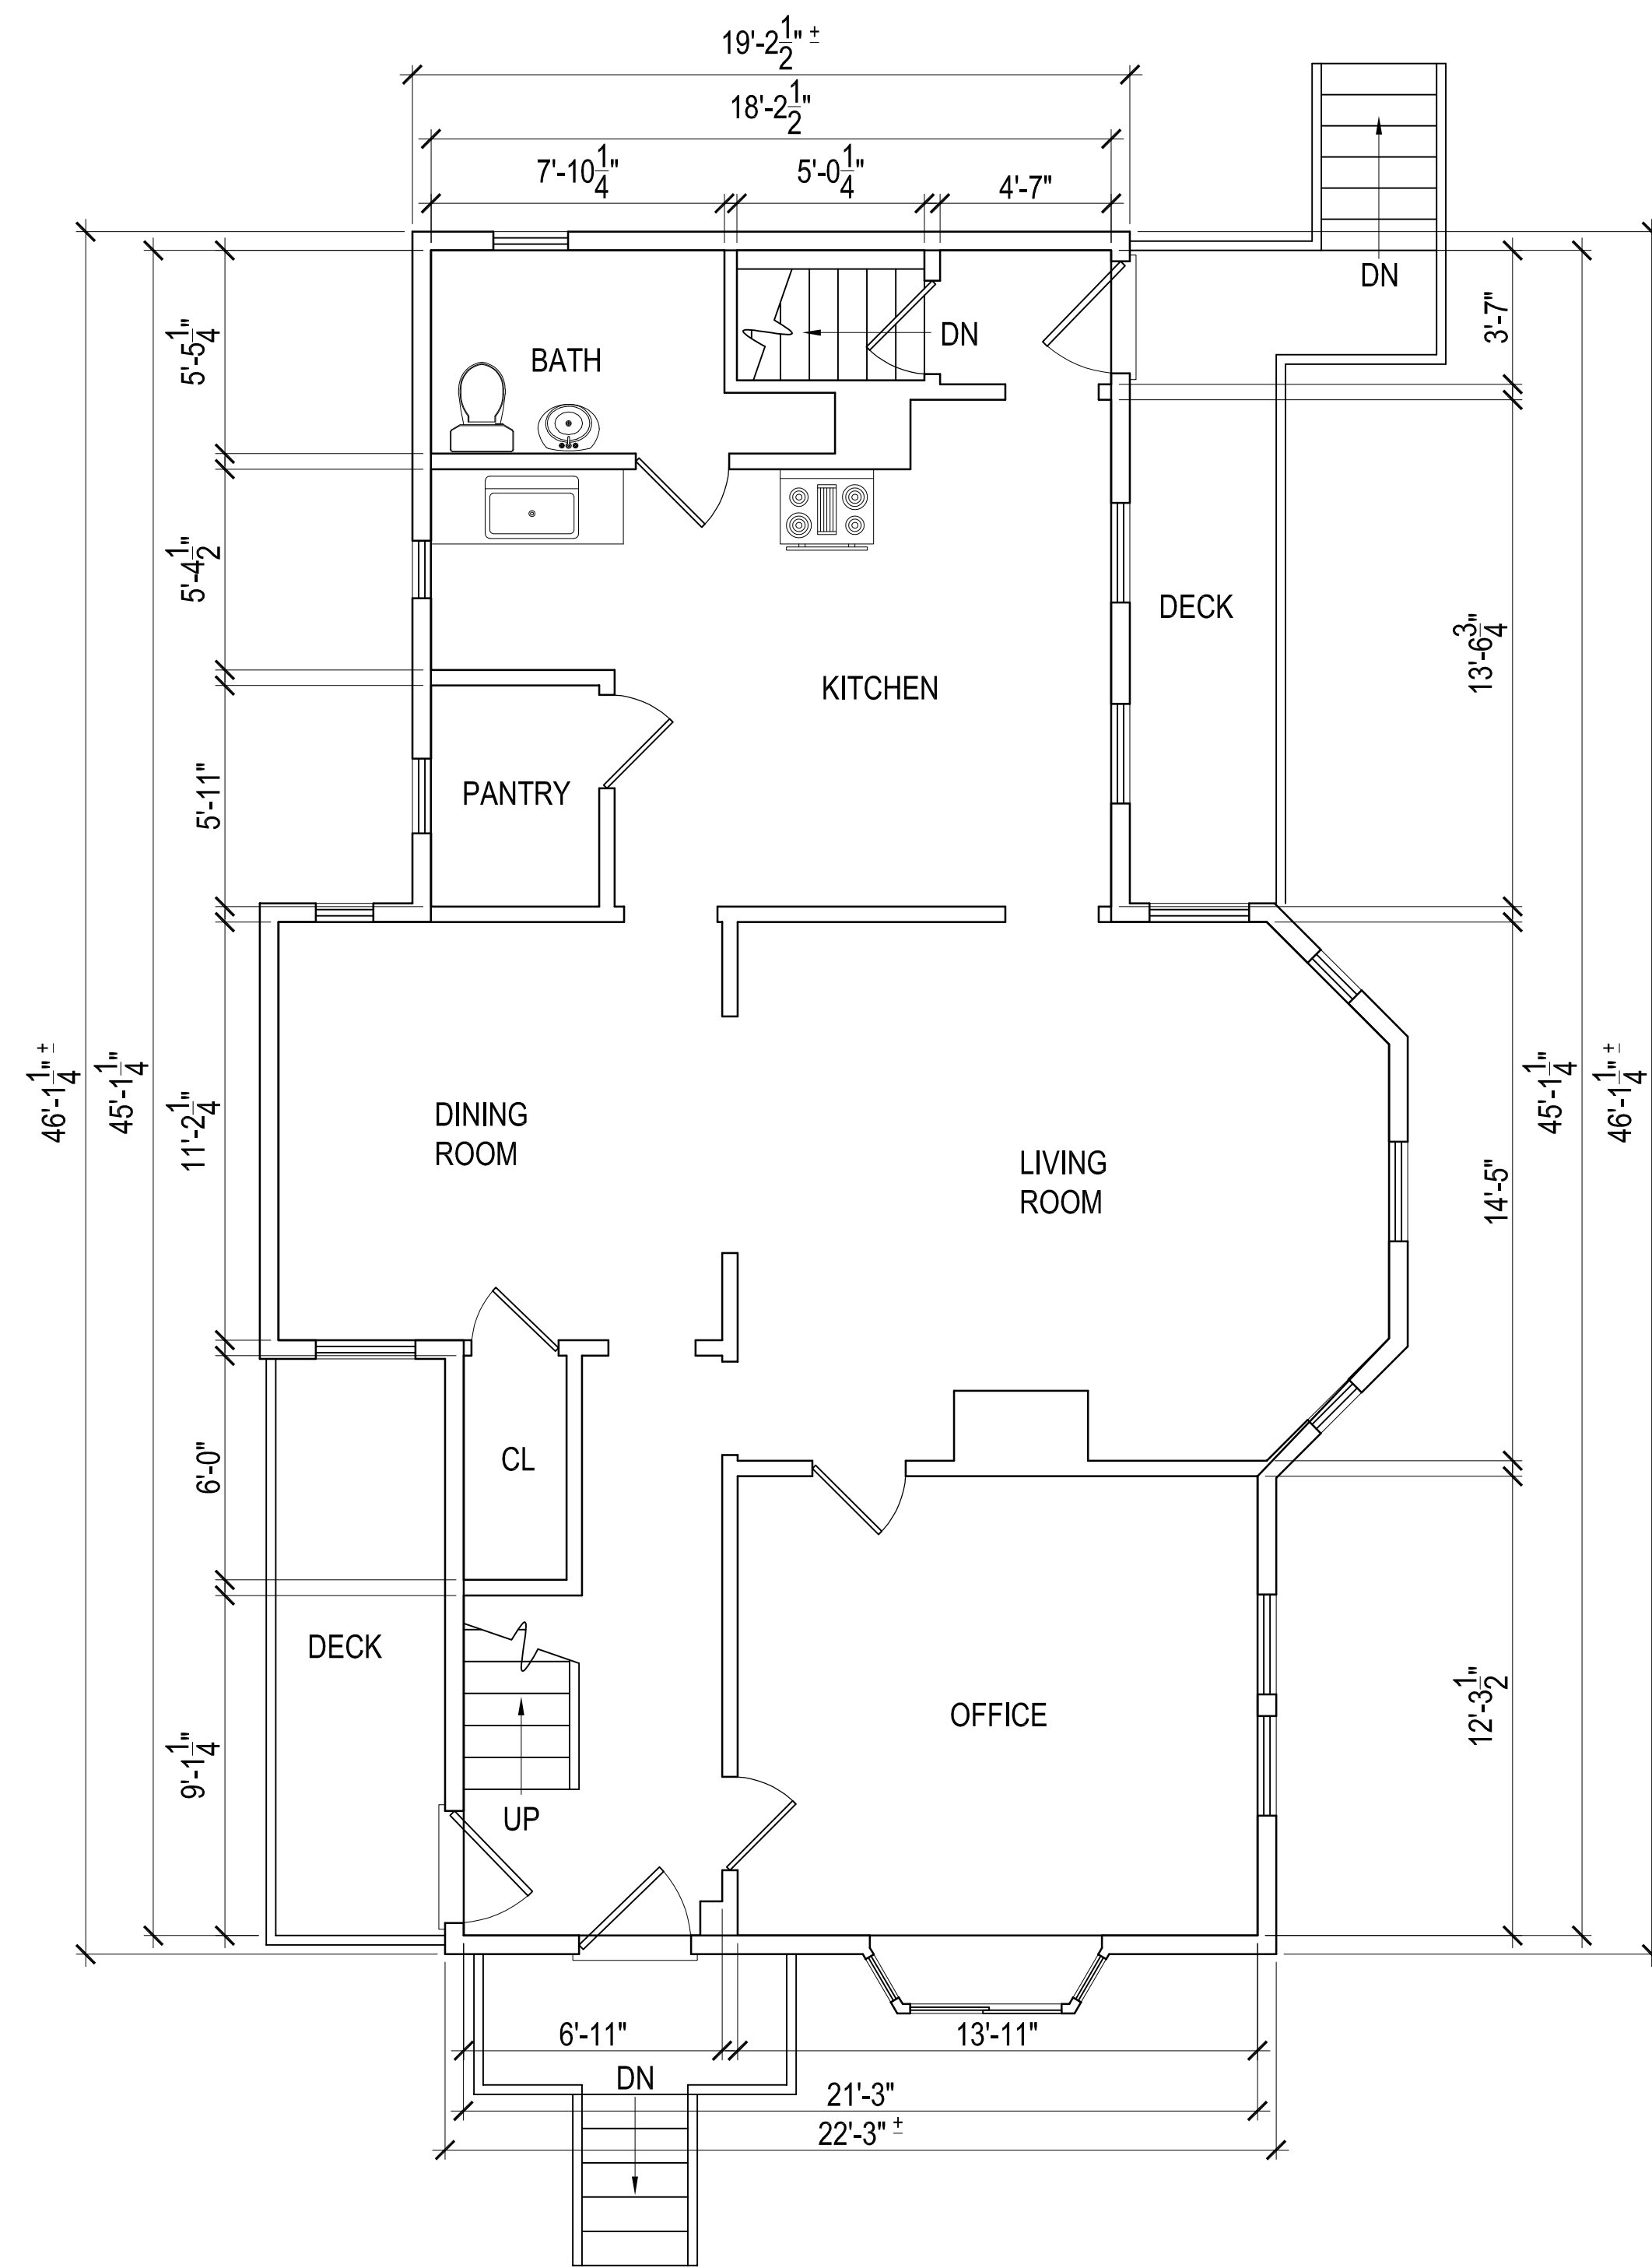 19'-2 1/2" ±
18'-2 1/2"
7'-10 1/4"
5'-0 1/4"
4'-7"
DN
5'-5 1/4"
3'-7"
DN
BATH
5'-4 1/2"
DECK
13'-6 3/4"
KITCHEN
5'-11"
PANTRY
46'-1 1/4" ±
45'-1 1/4"
11'-2 1/4"
DINING
ROOM
LIVING
ROOM
14'-5"
45'-1 1/4"
46'-1 1/4" ±
6'-0"
CL
DECK
OFFICE
12'-3 1/2"
9'-1 1/4"
UP
6'-11"
13'-11"
DN
21'-3"
22'-3" ±